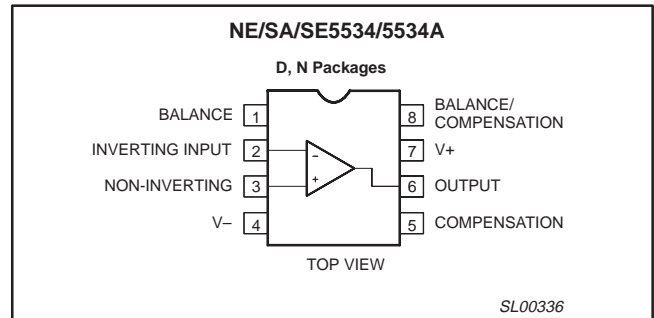 NE/SA/SE5534/5534A
D, N Packages
BALANCE 1
8 BALANCE/
COMPENSATION
INVERTING INPUT 2
−
7 V+
NON-INVERTING 3
+
6 OUTPUT
V– 4
5 COMPENSATION
TOP VIEW
SL00336